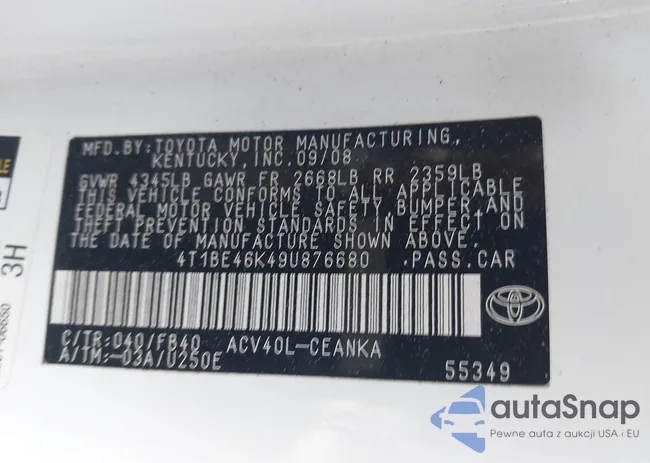 MFD.BY:TOYOTA MOTOR MANUFACTURING,
KENTUCKY, INC.09/08
GVWR 4345LB GAWR FR 2668LB RR 2359LB
THIS VEHICLE CONFORMS TO ALL APPLICABLE
FEDERAL MOTOR VEHICLE SAFETY,BUMPER,AND
THEFT PREVENTION STANDARDS IN EFFECT ON
THE DATE OF MANUFACTURE SHOWN ABOVE.
4T1BE46K49U876680 .PASS.CAR
C/TR:040/FB40 ACV40L-CEANKA
A/TM:-03A/U250E
55349
3H
autaSnap
Pewne auta z aukcji USA i EU